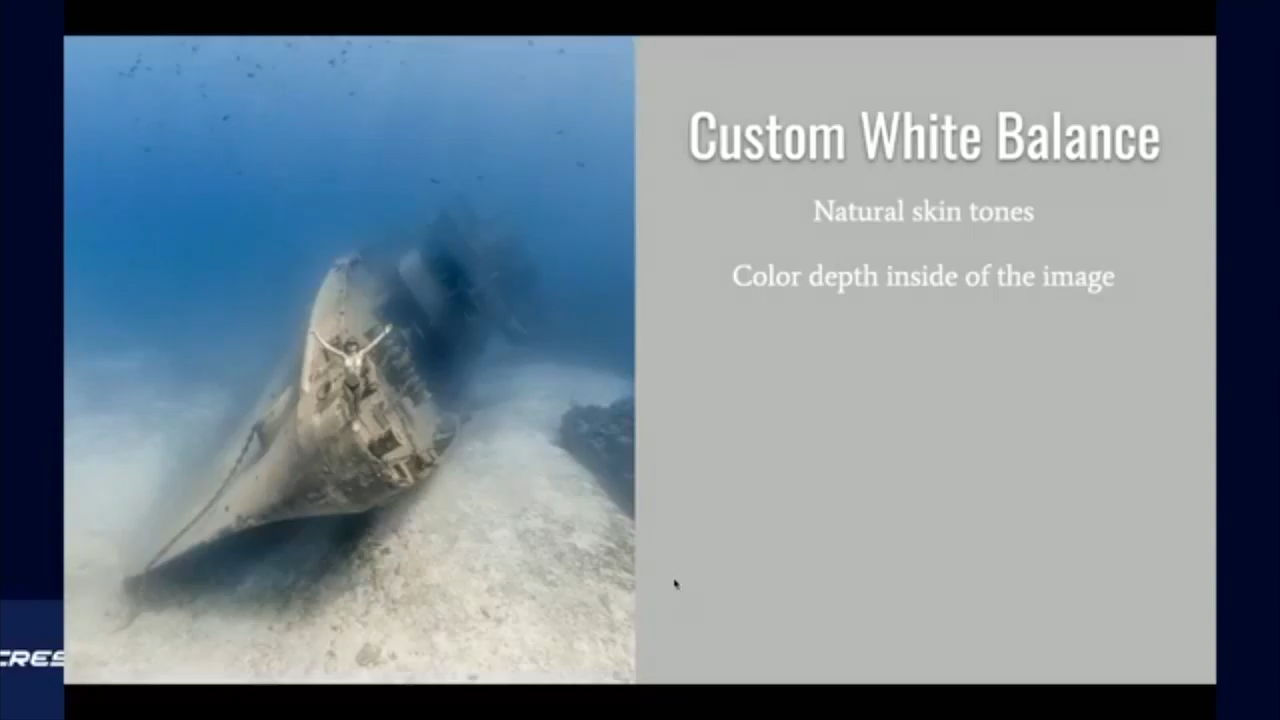 Custom White Balance
Natural skin tones
Color depth inside of the image
CRES